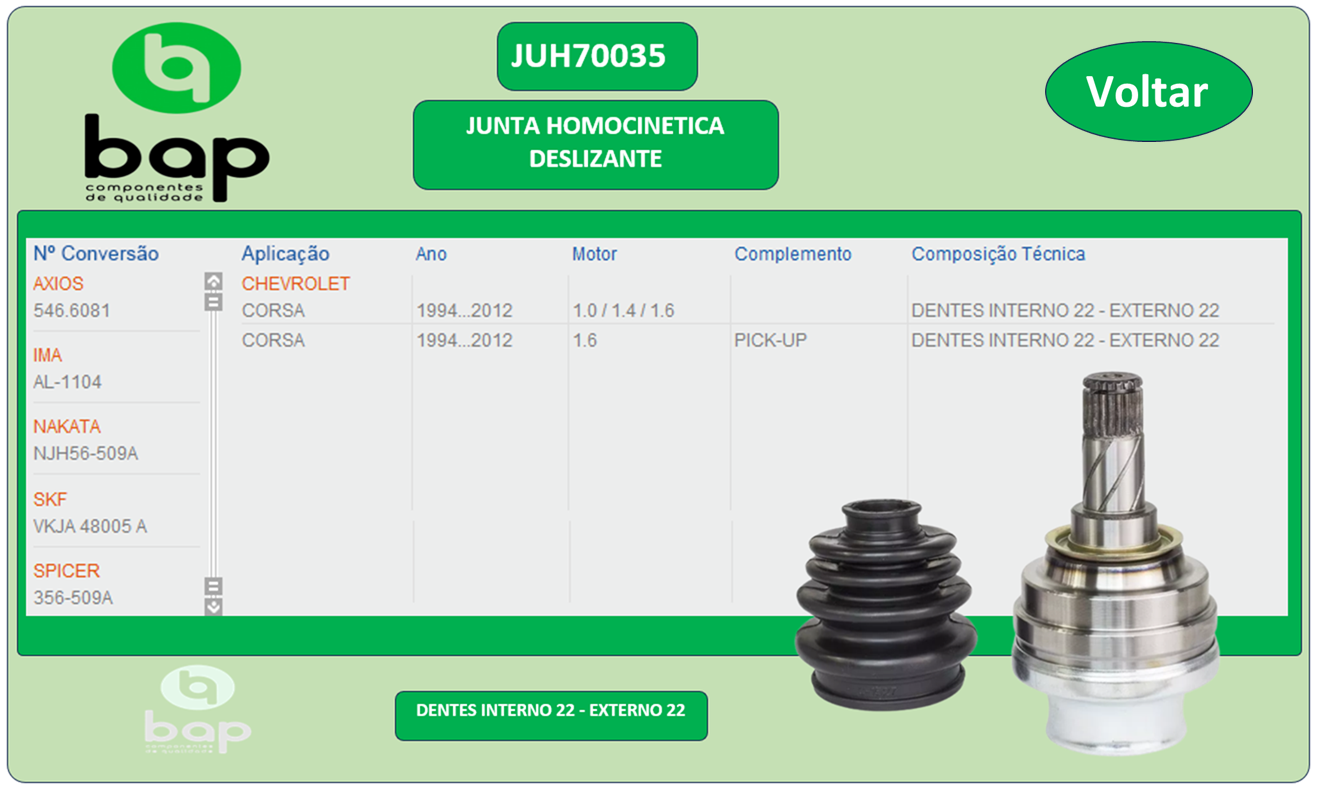 bap
componentes
de qualidade
JUH70035
JUNTA HOMOCINETICA
DESLIZANTE
Voltar
Nº Conversão
AXIOS
546.6081
IMA
AL-1104
NAKATA
NJH56-509A
SKF
VKJA 48005 A
SPICER
356-509A
Aplicação Ano Motor Complemento Composição Técnica
CHEVROLET
CORSA 1994...2012 1.0 / 1.4 / 1.6 DENTES INTERNO 22 - EXTERNO 22
CORSA 1994...2012 1.6 PICK-UP DENTES INTERNO 22 - EXTERNO 22
bap
componentes
de qualidade
DENTES INTERNO 22 - EXTERNO 22